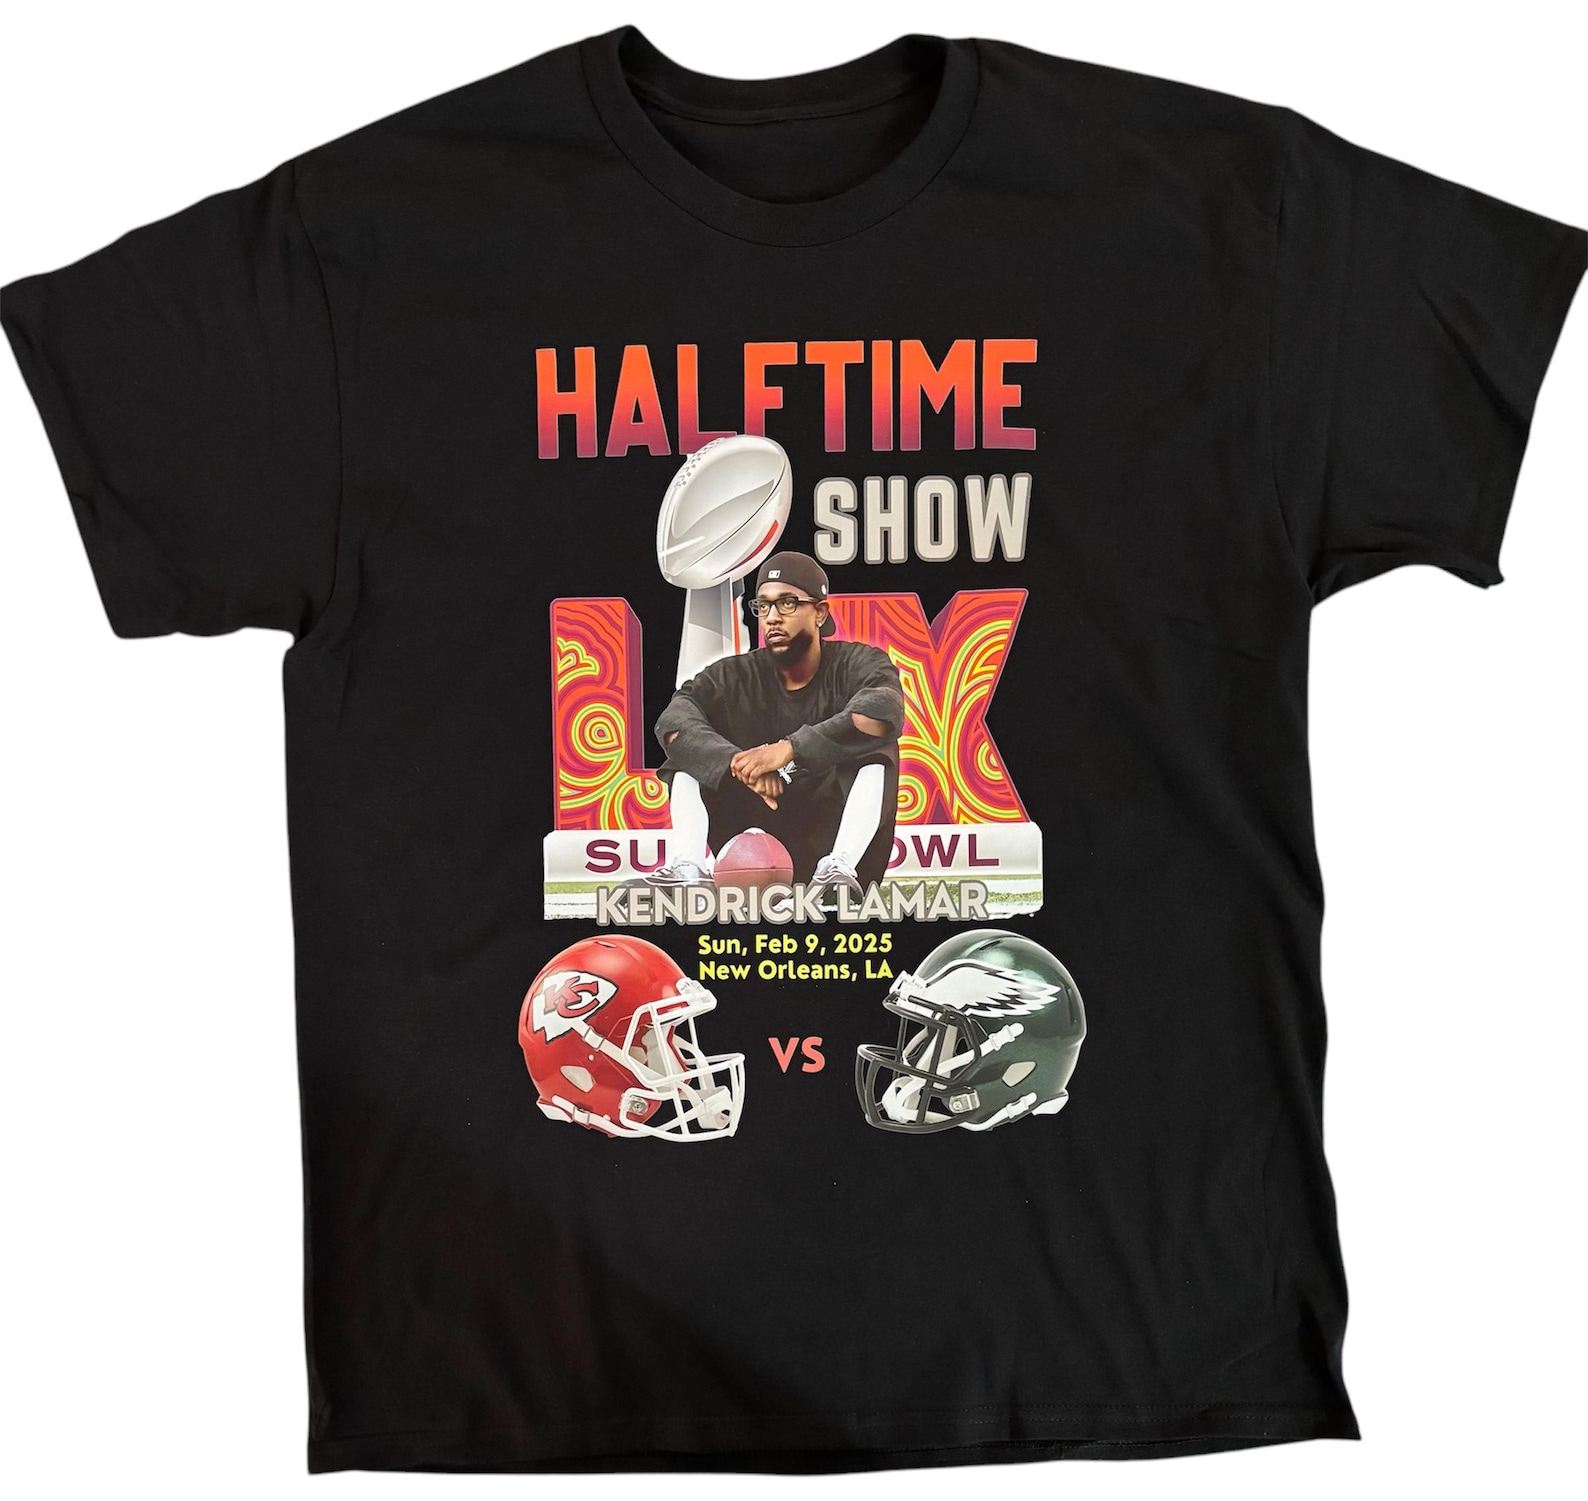 HALFTIME
SHOW
LIX
SU OWL
KENDRICK LAMAR
Sun, Feb 9, 2025
New Orleans, LA
KC
VS